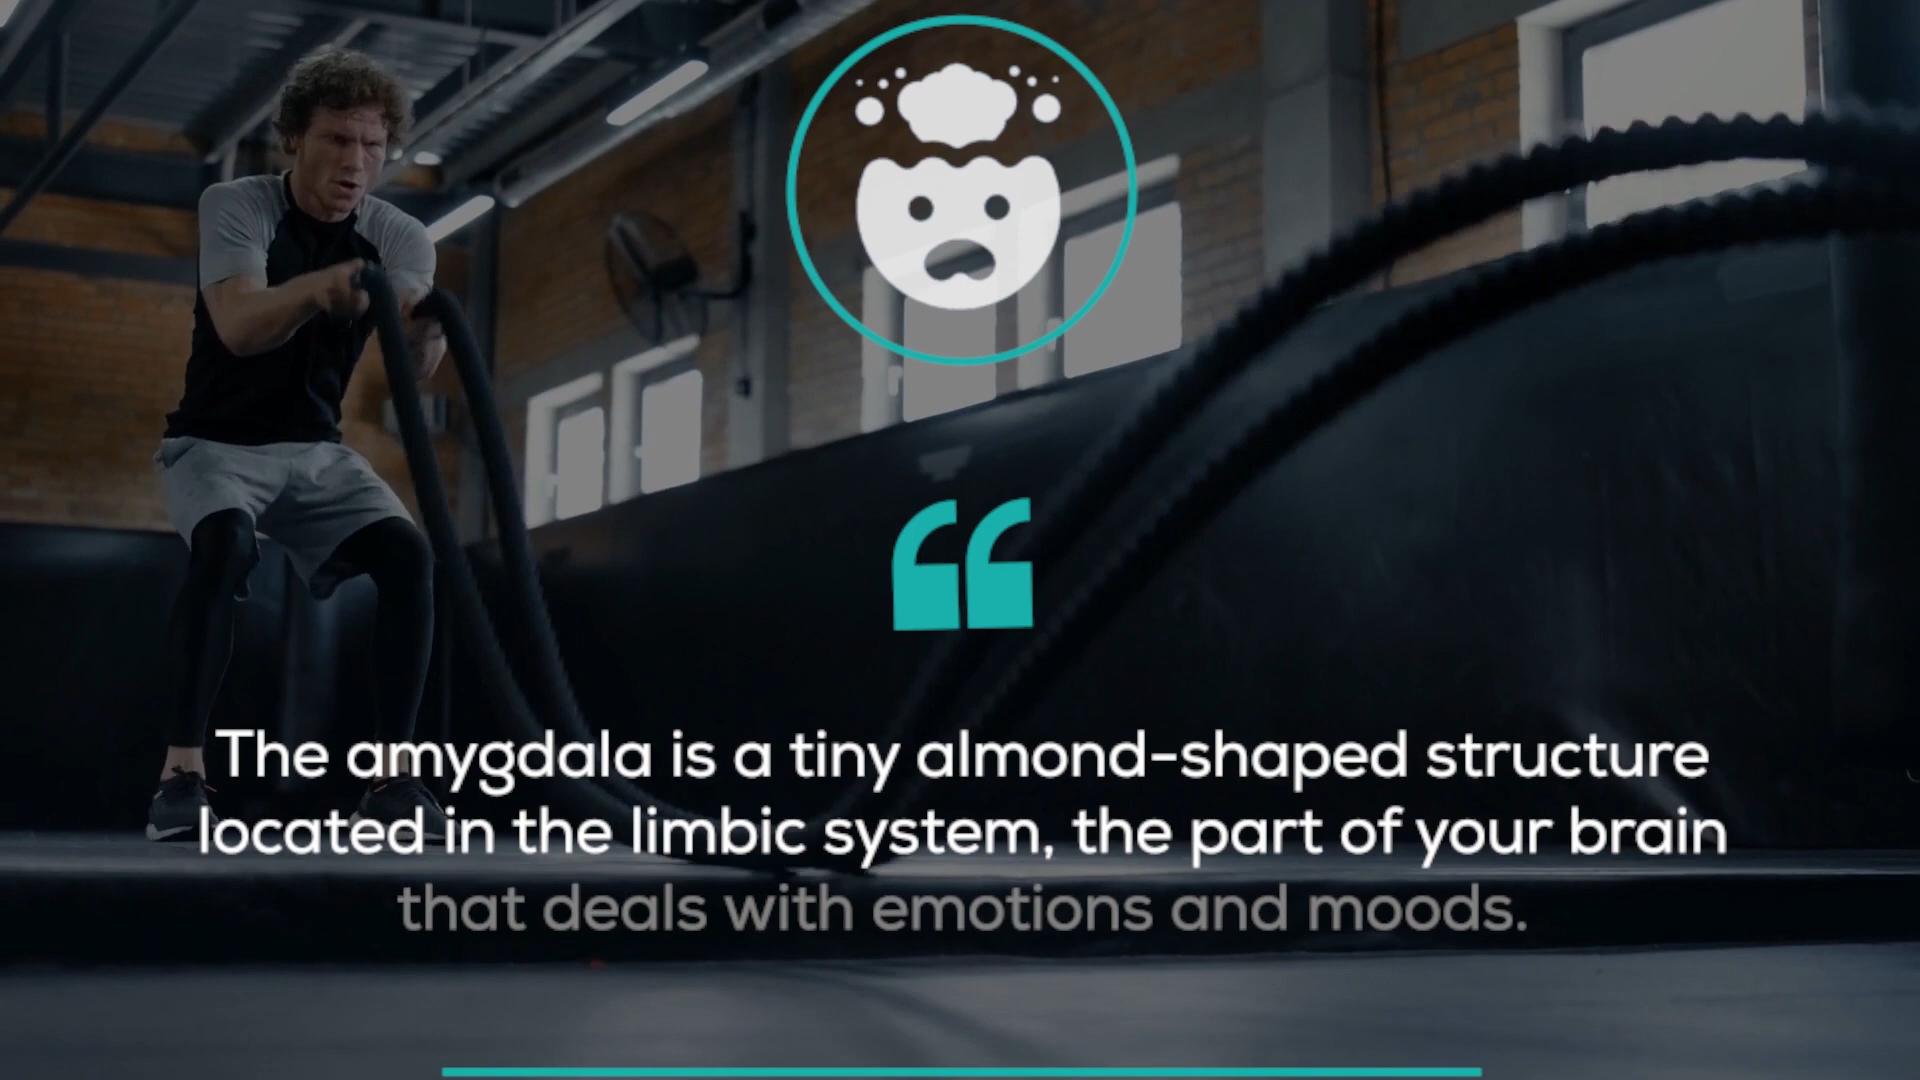 The amygdala is a tiny almond-shaped structure
located in the limbic system, the part of your brain
that deals with emotions and moods.